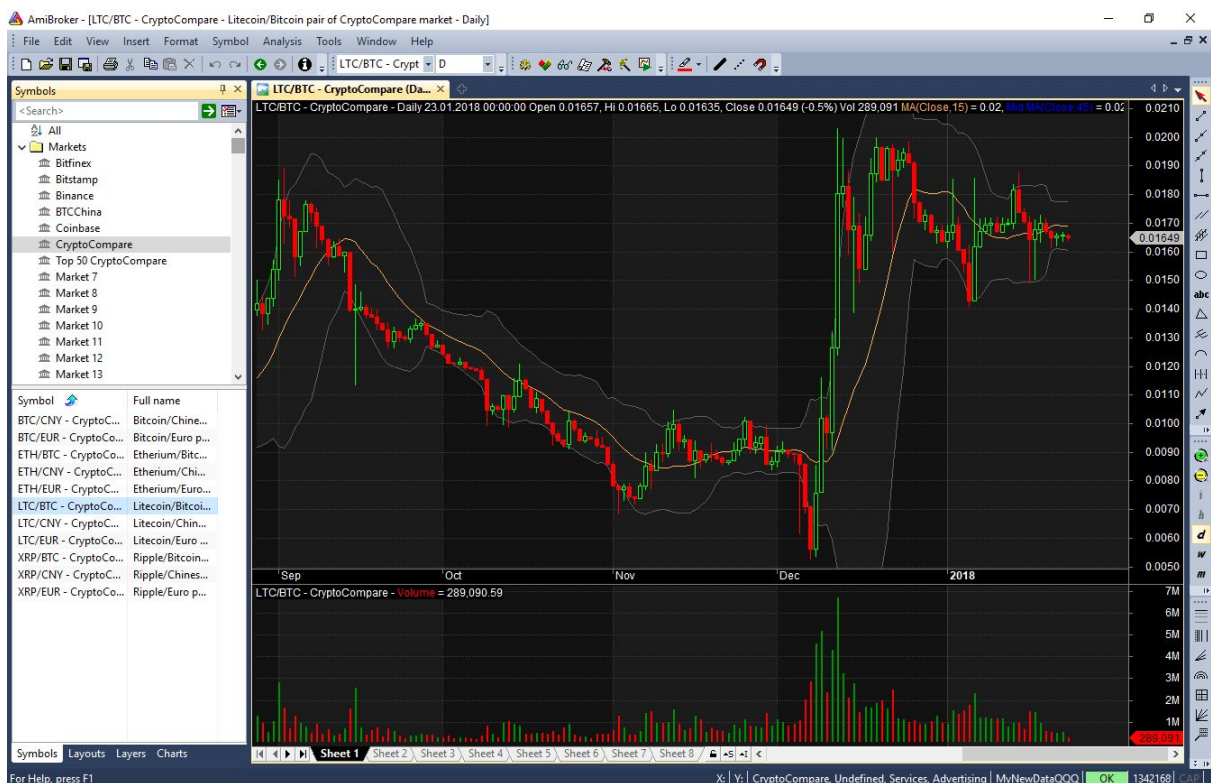 AmiBroker - [LTC/BTC - CryptoCompare - Litecoin/Bitcoin pair of CryptoCompare market - Daily]
File Edit View Insert Format Symbol Analysis Tools Window Help
LTC/BTC - Crypt D
Symbols
LTC/BTC - CryptoCompare (Da...
<Search>
LTC/BTC - CryptoCompare - Daily 23.01.2018 00:00:00 Open 0.01657, Hi 0.01665, Lo 0.01635, Close 0.01649 (-0.5%) Vol 289,091 MA(Close,15) = 0.02, Mid MA(Close,45) = 0.02
All
Markets
Bitfinex
Bitstamp
Binance
BTCChina
Coinbase
CryptoCompare
Top 50 CryptoCompare
Market 7
Market 8
Market 9
Market 10
Market 11
Market 12
Market 13
Symbol Full name
BTC/CNY - CryptoC... Bitcoin/Chine...
BTC/EUR - CryptoCo... Bitcoin/Euro p...
ETH/BTC - CryptoCo... Etherium/Bitc...
ETH/CNY - CryptoC... Etherium/Chi...
ETH/EUR - CryptoC... Etherium/Euro...
LTC/BTC - CryptoCo... Litecoin/Bitcoi...
LTC/CNY - CryptoC... Litecoin/Chin...
LTC/EUR - CryptoCo... Litecoin/Euro ...
XRP/BTC - CryptoCo... Ripple/Bitcoin...
XRP/CNY - CryptoC... Ripple/Chines...
XRP/EUR - CryptoCo... Ripple/Euro p...
0.0210
0.0200
0.0190
0.0180
0.0170
0.01649
0.0160
0.0150
0.0140
0.0130
0.0120
0.0110
0.0100
0.0090
0.0080
0.0070
0.0060
0.0050
Sep Oct Nov Dec 2018
LTC/BTC - CryptoCompare - Volume = 289,090.59
7M
6M
5M
4M
3M
2M
1M
289,091
abc
i
h
d
w
m
Symbols Layouts Layers Charts
Sheet 1 Sheet 2 Sheet 3 Sheet 4 Sheet 5 Sheet 6 Sheet 7 Sheet 8
For Help, press F1
X: Y: CryptoCompare, Undefined, Services, Advertising MyNewDataQQQ OK 1342168 CAP